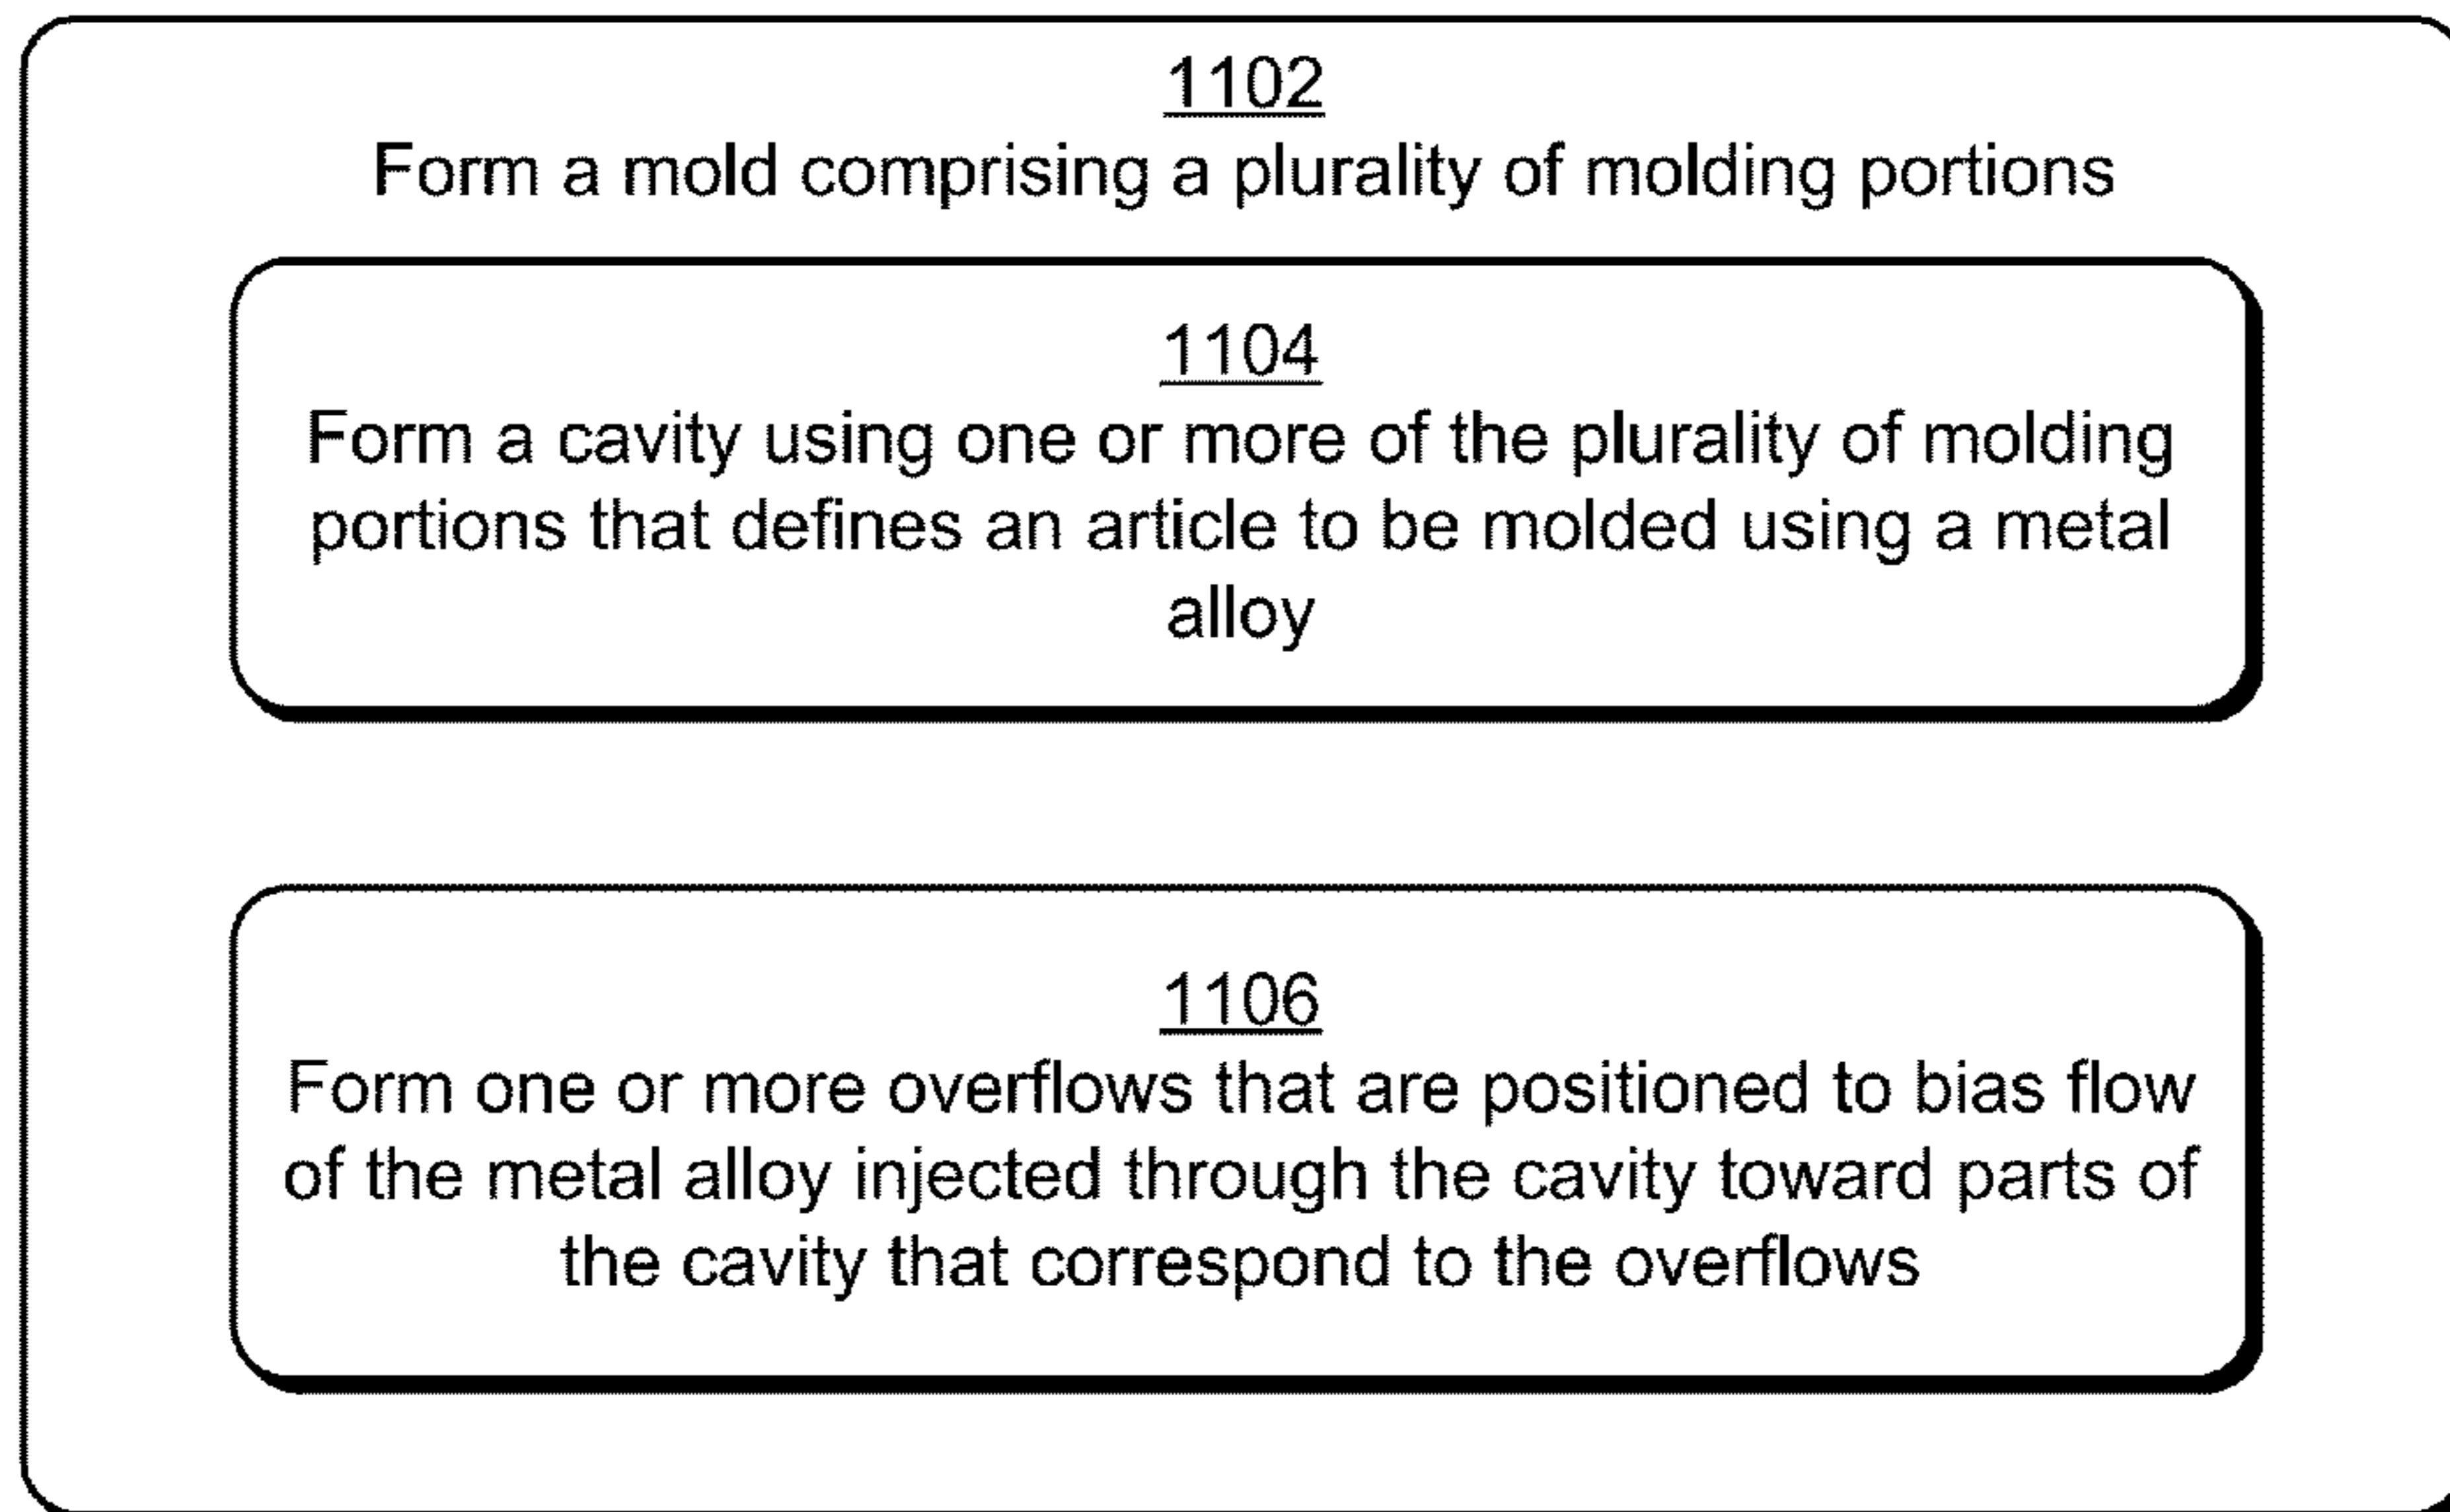 1102
Form a mold comprising a plurality of molding portions
1104
Form a cavity using one or more of the plurality of molding
portions that defines an article to be molded using a metal
alloy
1106
Form one or more overflows that are positioned to bias flow
of the metal alloy injected through the cavity toward parts of
the cavity that correspond to the overflows